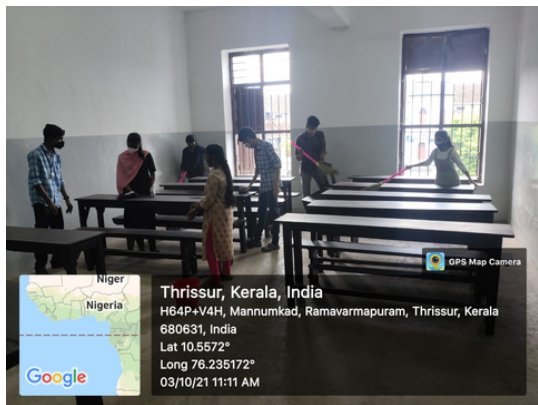 GPS Map Camera
Niger
Nigeria
Google
Thrissur, Kerala, India
H64P+V4H, Mannumkad, Ramavarmapuram, Thrissur, Kerala
680631, India
Lat 10.5572°
Long 76.235172°
03/10/21 11:11 AM